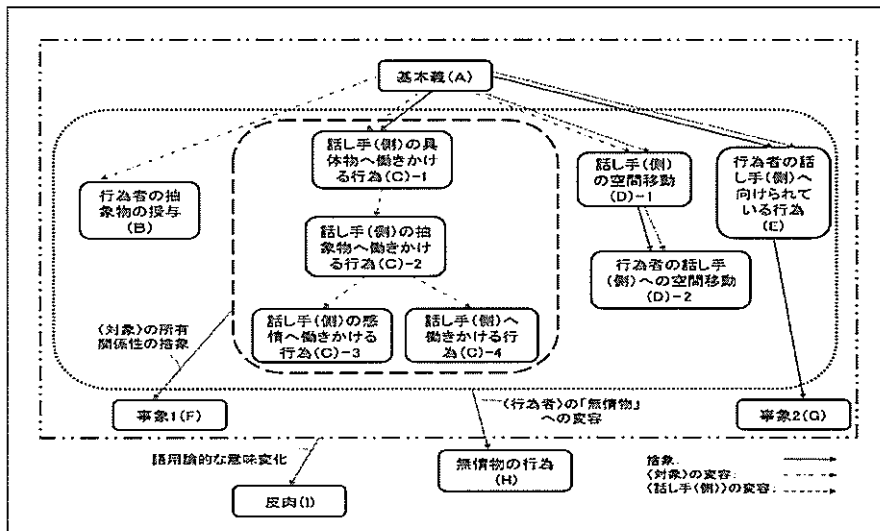 基本義(A)
話し手(側)の具
体物へ働きかけ
る行為(C)-1
話し手(側)
の空間移動
(D)-1
行為者の話し
手(側)へ
向けられて
いる行為
(E)
行為者の抽
象物の授与
(B)
話し手(側)の抽
象物へ働きかけ
る行為(C)-2
行為者の話し手
(側)への空間移動
(D)-2
話し手(側)の感
情へ働きかける
行為(C)-3
話し手(側)へ
働きかける行
為(C)-4
〈対象〉の所有
関係性の捨象
事象1(F)
〈行為者〉の「無情物」
への変容
事象2(G)
語用論的な意味変化
無情物の行為
(H)
反肉(I)
捨象:
〈対象〉の変容:
〈話し手(側)〉の変容: